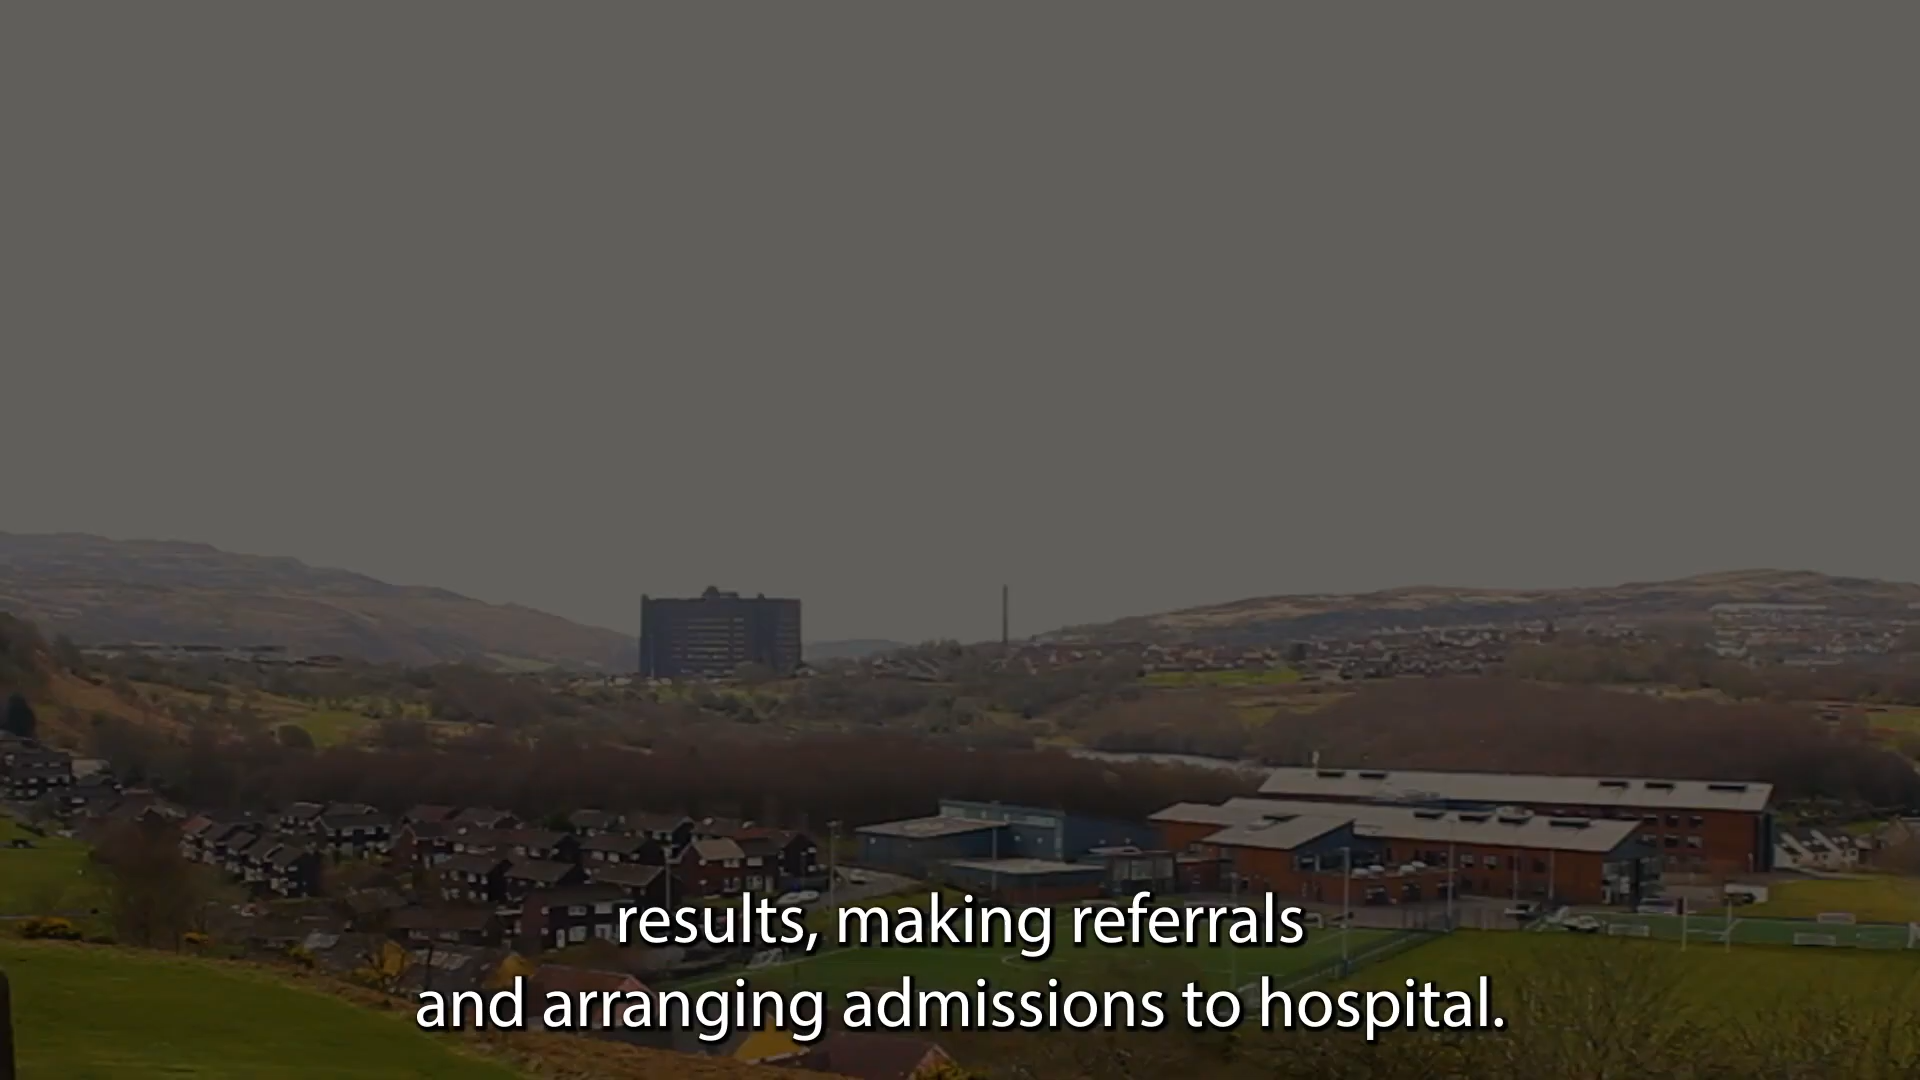 results, making referrals
and arranging admissions to hospital.